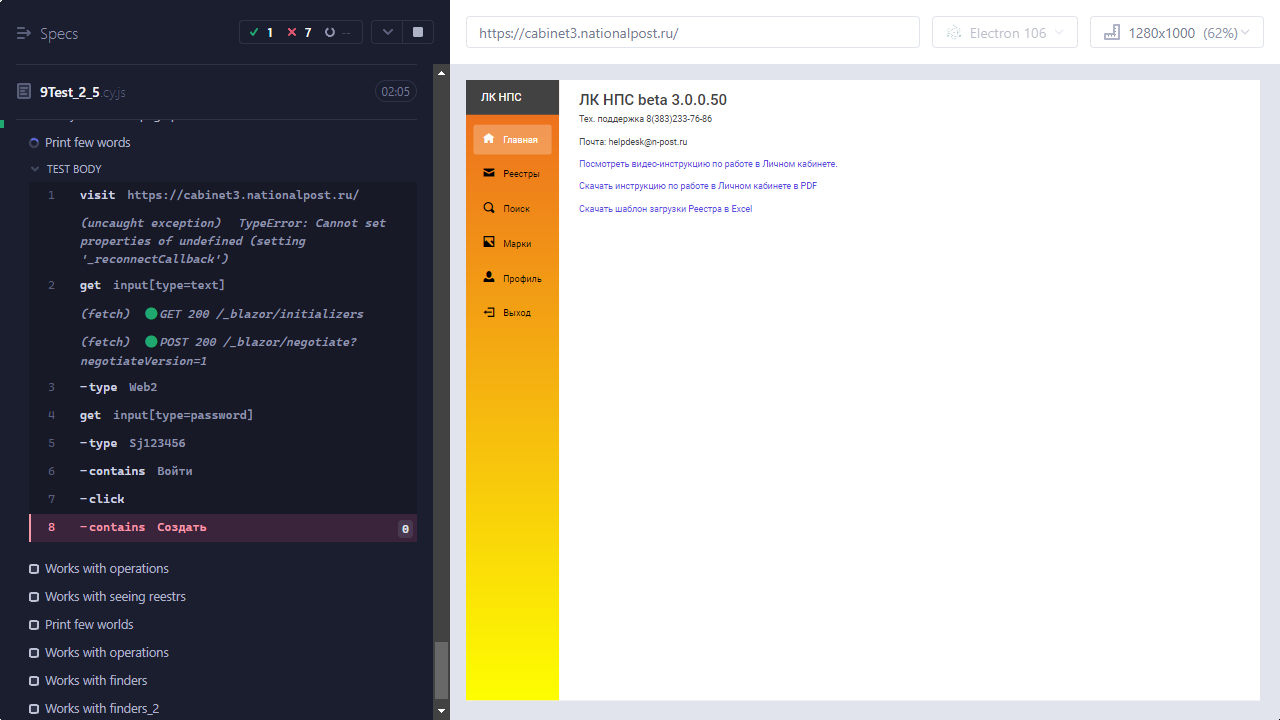 Specs
1 7 --
9Test_2_5.cy.js 02:05
Print few words
TEST BODY
1 visit https://cabinet3.nationalpost.ru/
(uncaught exception) TypeError: Cannot set
properties of undefined (setting
'_reconnectCallback')
2 get input[type=text]
(fetch) GET 200 /_blazor/initializers
(fetch) POST 200 /_blazor/negotiate?
negotiateVersion=1
3 -type Web2
4 get input[type=password]
5 -type Sj123456
6 -contains Войти
7 -click
8 -contains Создать 0
Works with operations
Works with seeing reestrs
Print few worlds
Works with operations
Works with finders
Works with finders_2
https://cabinet3.nationalpost.ru/
Electron 106
1280x1000 (62%)
ЛК НПС
Главная
Реестры
Поиск
Марки
Профиль
Выход
ЛК НПС beta 3.0.0.50
Тех. поддержка 8(383)233-76-86
Почта: helpdesk@n-post.ru
Посмотреть видео-инструкцию по работе в Личном кабинете.
Скачать инструкцию по работе в Личном кабинете в PDF
Скачать шаблон загрузки Реестра в Excel